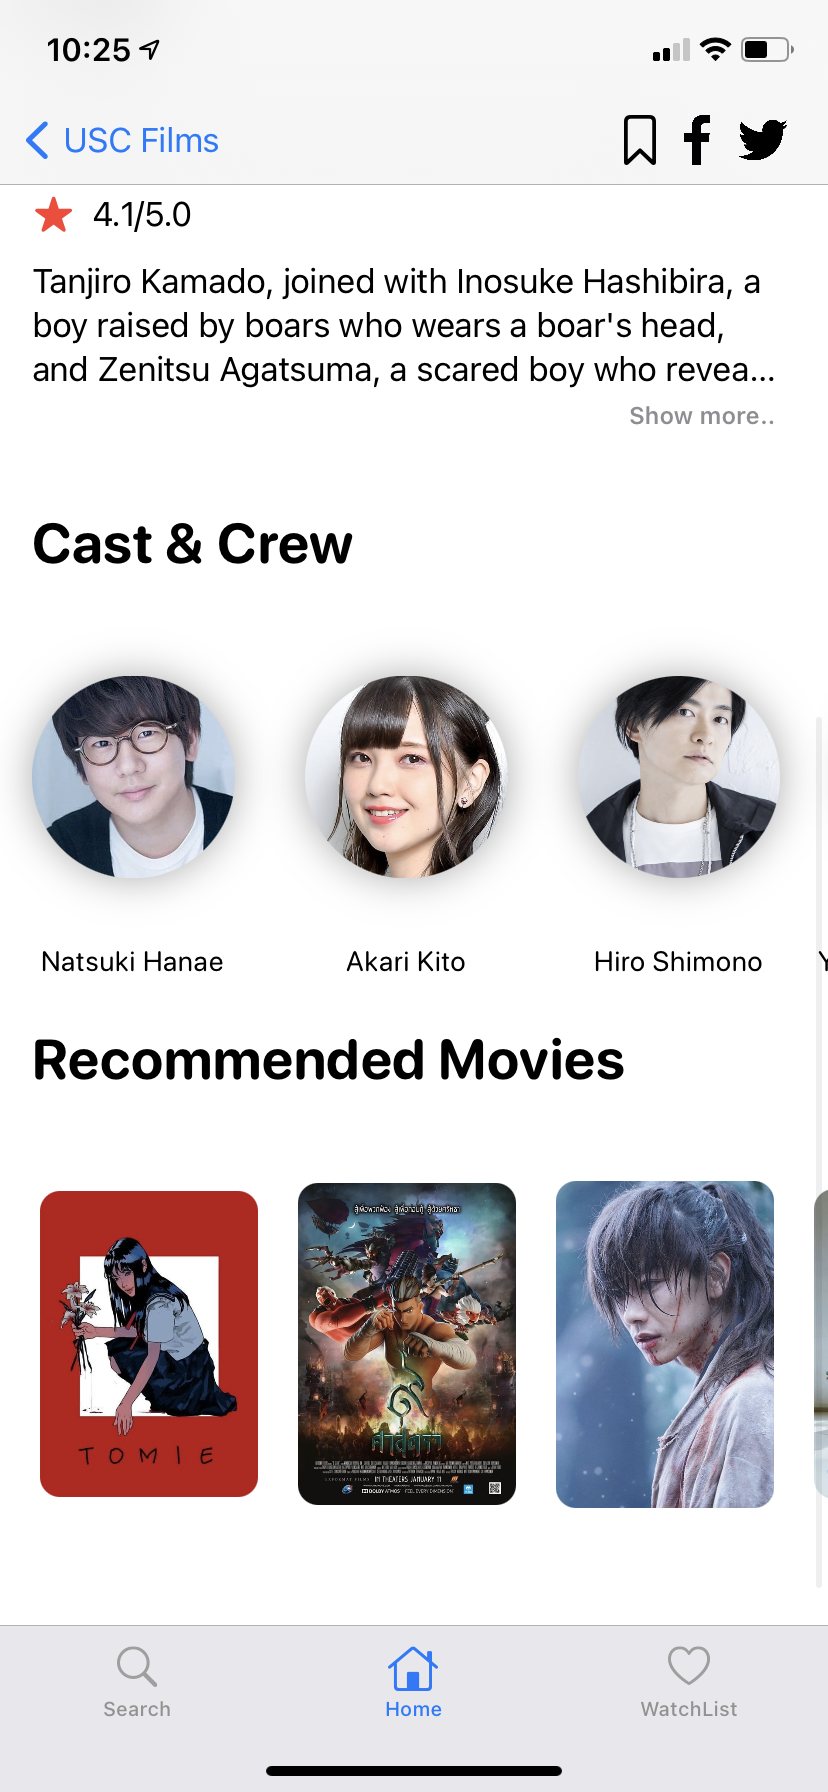 10:25
USC Films
4.1/5.0
Tanjiro Kamado, joined with Inosuke Hashibira, a
boy raised by boars who wears a boar's head,
and Zenitsu Agatsuma, a scared boy who revea...
Show more..
Cast & Crew
Natsuki Hanae
Akari Kito
Hiro Shimono
Y
Recommended Movies
TOMIE
IN THEATERS JANUARY 11
DOLBY ATMOS
Search
Home
WatchList